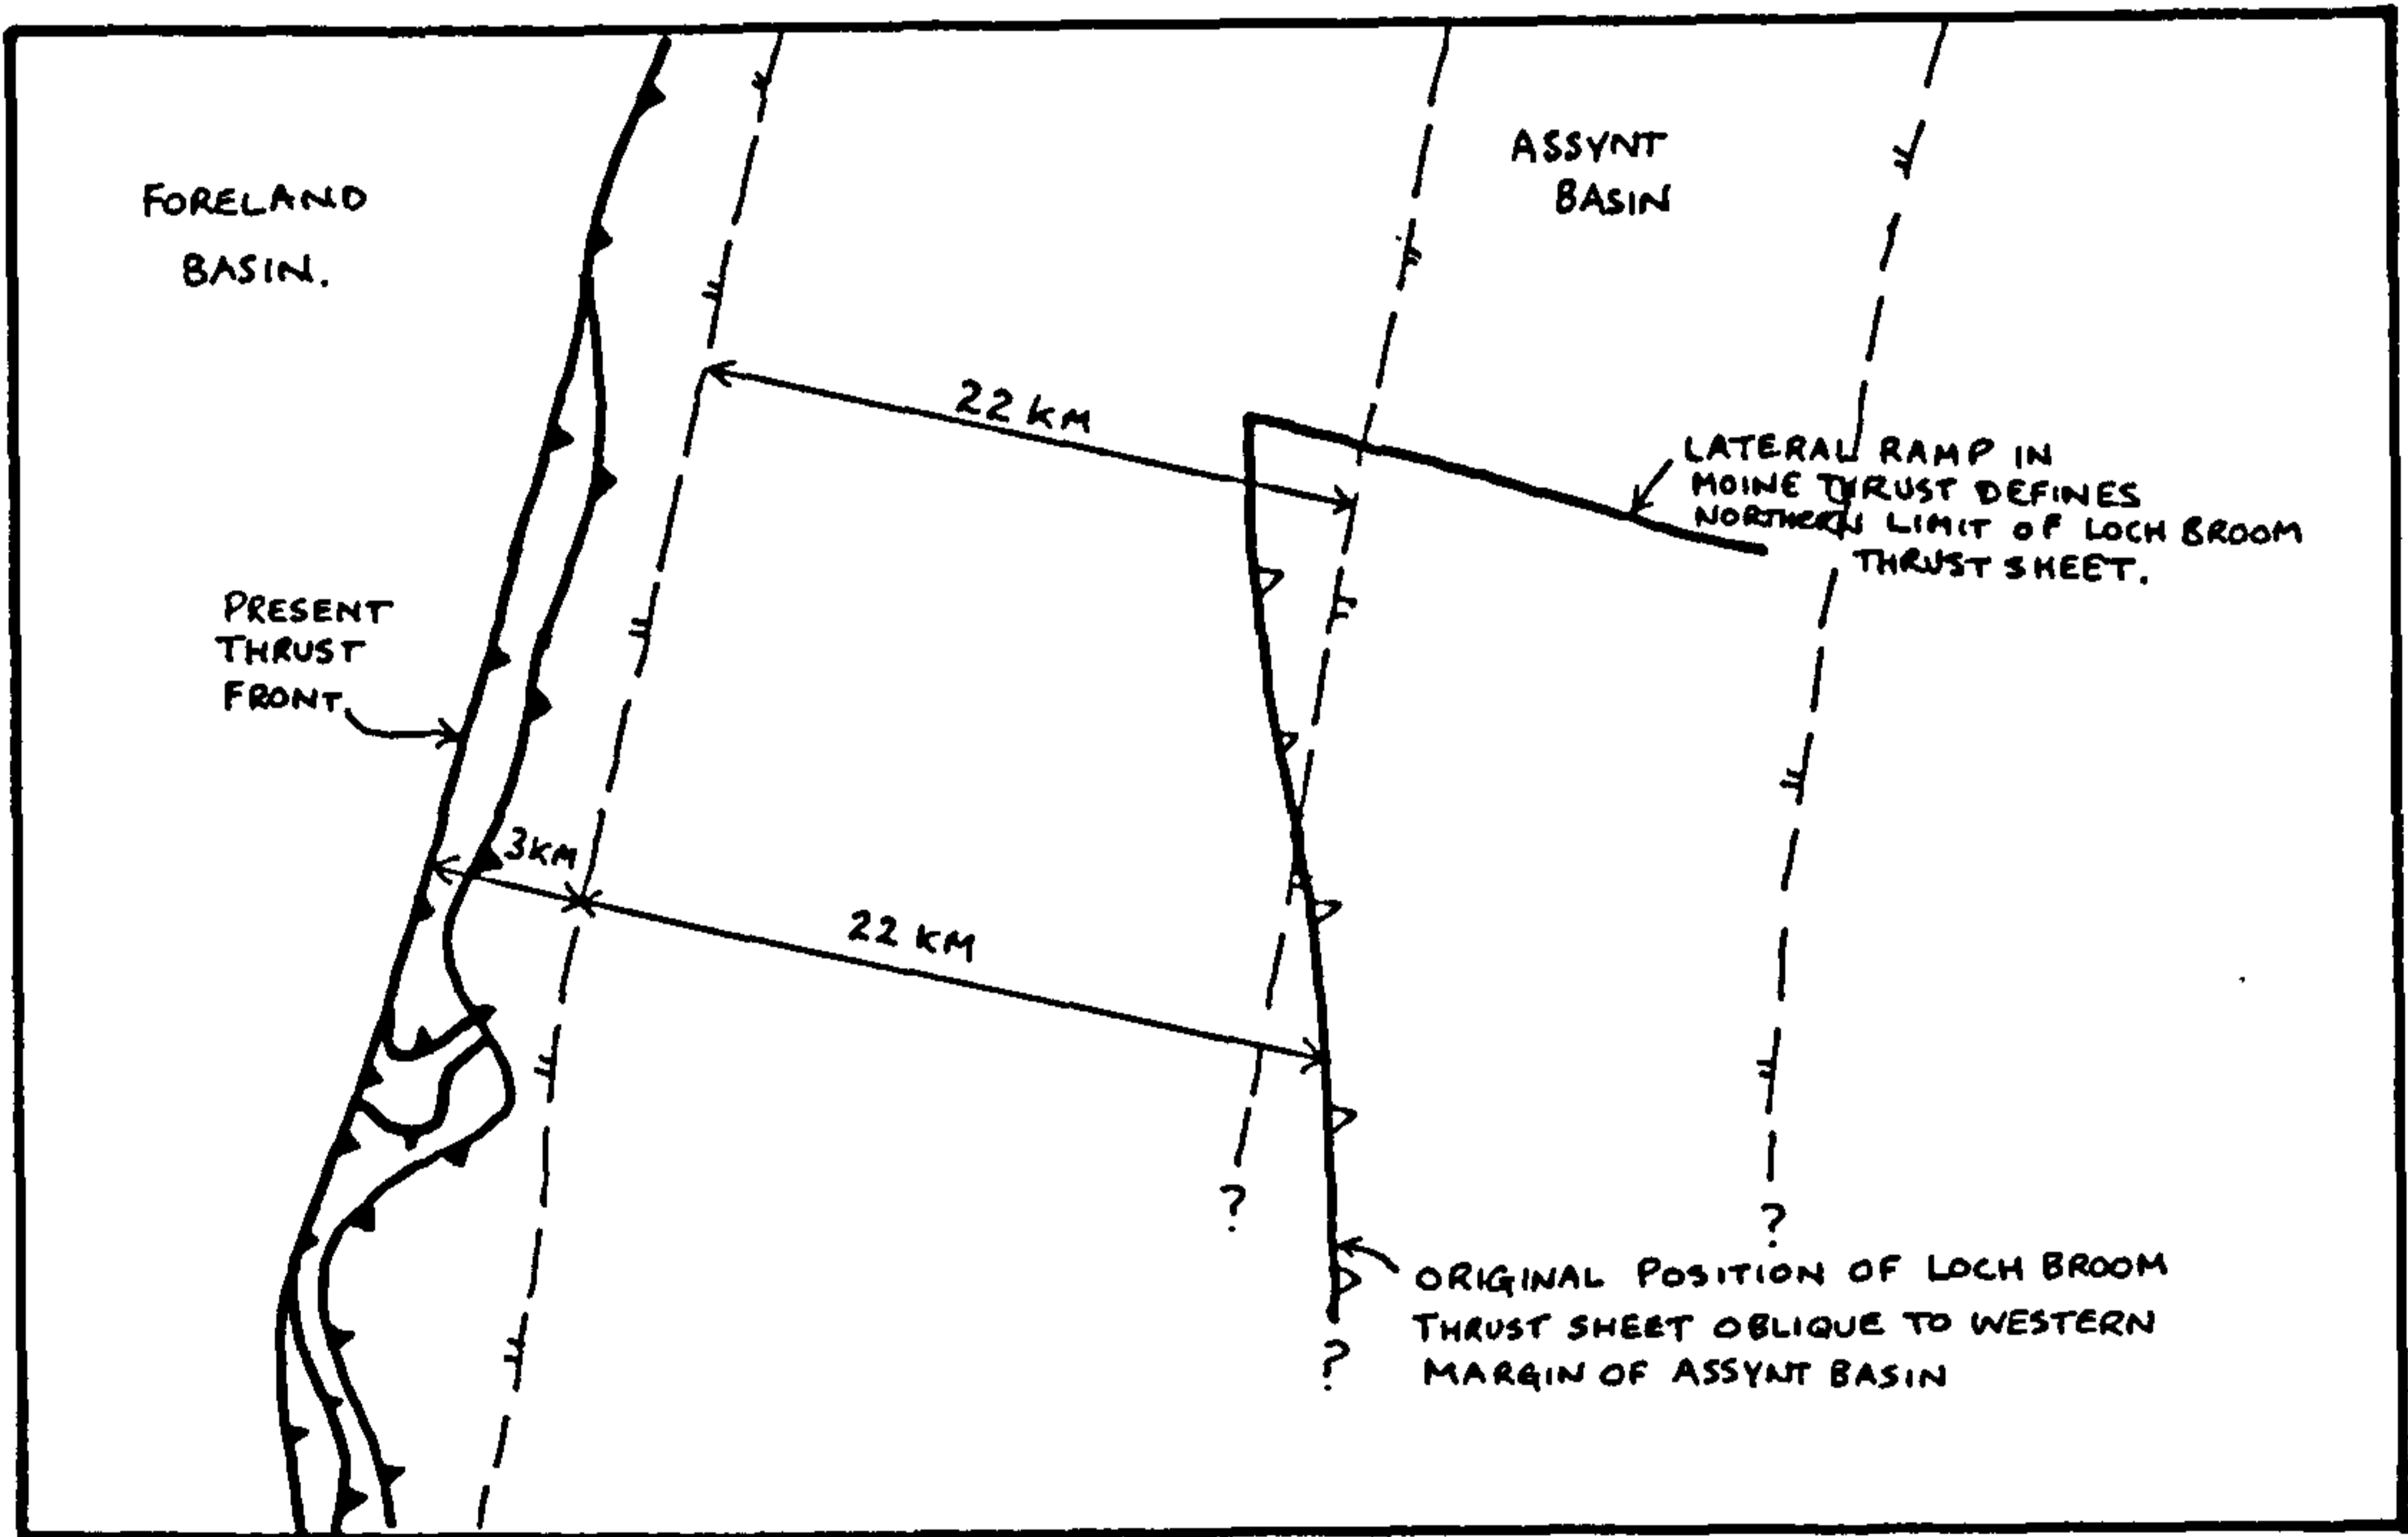 FORELAND
BASIN.
ASSYNT
BASIN
22 KM
LATERAL RAMP IN
MOINE THRUST DEFINES
NORTHERN LIMIT OF LOCH BROOM
THRUST SHEET.
PRESENT
THRUST
FRONT
3KM
22 KM
?
?
ORIGINAL POSITION OF LOCH BROOM
THRUST SHEET OBLIQUE TO WESTERN
MARGIN OF ASSYNT BASIN
?